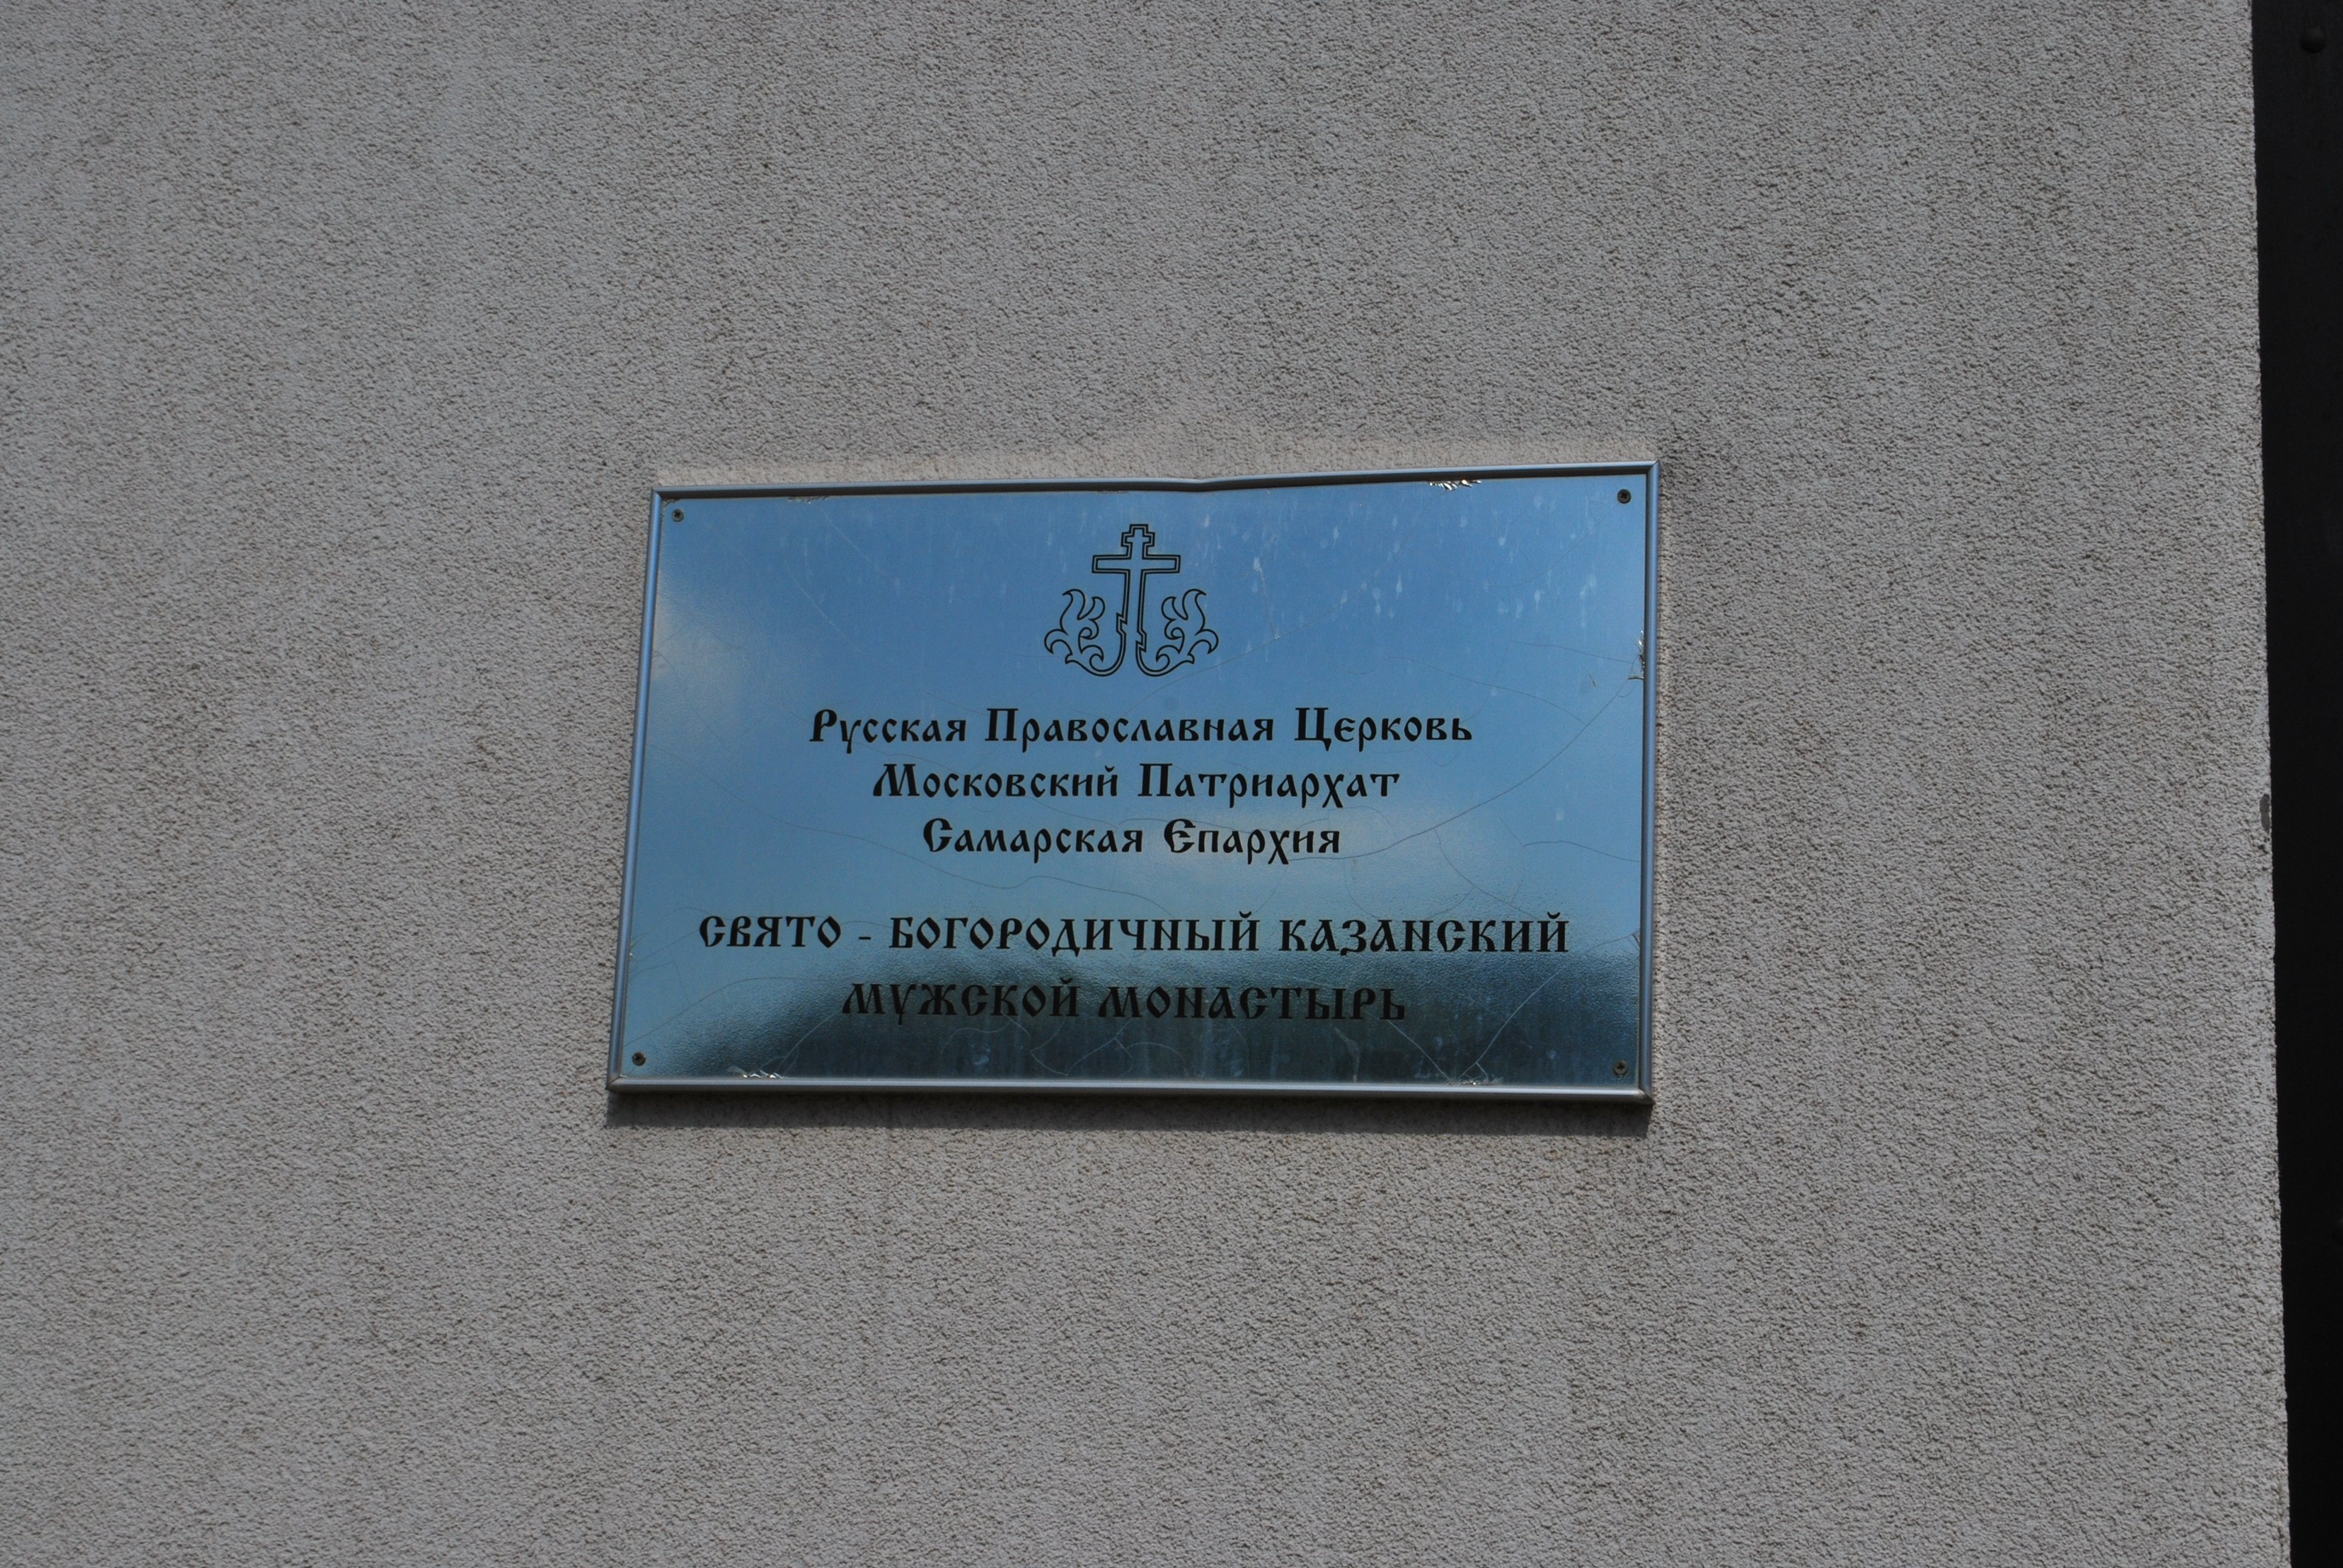 Русская Православная Церковь
Московский Патриархат
Самарская Епархия
СВЯТО - БОГОРОДИЧНЫЙ КАЗАНСКИЙ
МУЖСКОЙ МОНАСТЫРЬ